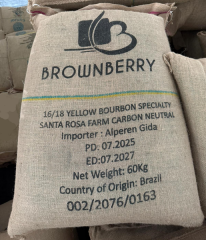 BROWNBERRY
16/18 YELLOW BOURBON SPECIALTY
SANTA ROSA FARM CARBON NEUTRAL
Importer : Alperen Gida
PD: 07.2025
ED:07.2027
Net Weight: 60Kg
Country of Origin: Brazil
002/2076/0163